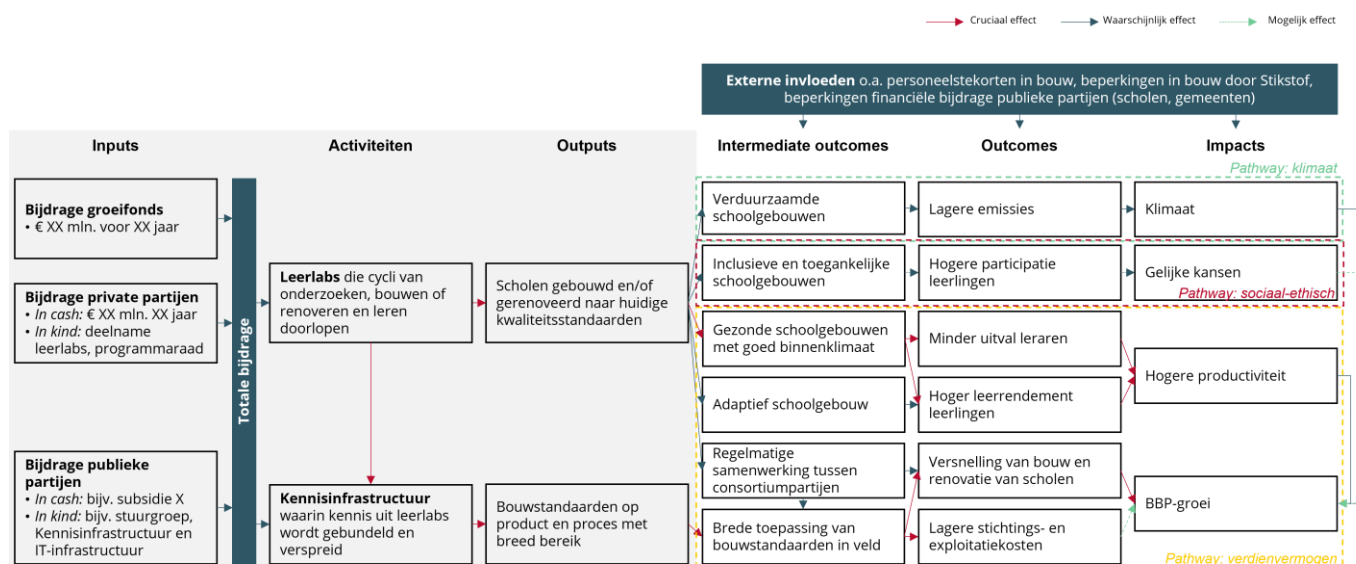 Cruciaal effect
Waarschijnlijk effect
Mogelijk effect
Externe invloeden o.a. personeelstekorten in bouw, beperkingen in bouw door Stikstof,
beperkingen financiële bijdrage publieke partijen (scholen, gemeenten)
Inputs
Activiteiten
Outputs
Intermediate outcomes
Outcomes
Impacts
Pathway: klimaat
Bijdrage groeifonds
• € XX mln. voor XX jaar
Bijdrage private partijen
• In cash: € XX mln. XX jaar
• In kind: deelname
leerlabs, programmaraad
Bijdrage publieke
partijen
• In cash: bijv. subsidie X
• In kind: bijv. stuurgroep,
Kennisinfrastructuur en
IT-infrastructuur
Totale bijdrage
Leerlabs die cycli van
onderzoeken, bouwen of
renoveren en leren
doorlopen
Kennisinfrastructuur
waarin kennis uit leerlabs
wordt gebundeld en
verspreid
Scholen gebouwd en/of
gerenoveerd naar huidige
kwaliteitsstandaarden
Bouwstandaarden op
product en proces met
breed bereik
Verduurzaamde
schoolgebouwen
Lagere emissies
Klimaat
Inclusieve en toegankelijke
schoolgebouwen
Hogere participatie
leerlingen
Gelijke kansen
Pathway: sociaal-ethisch
Gezonde schoolgebouwen
met goed binnenklimaat
Minder uitval leraren
Hogere productiviteit
Adaptief schoolgebouw
Hoger leerrendement
leerlingen
Regelmatige
samenwerking tussen
consortiumpartijen
Versnelling van bouw en
renovatie van scholen
BBP-groei
Brede toepassing van
bouwstandaarden in veld
Lagere stichtings- en
exploitatiekosten
Pathway: verdienvermogen